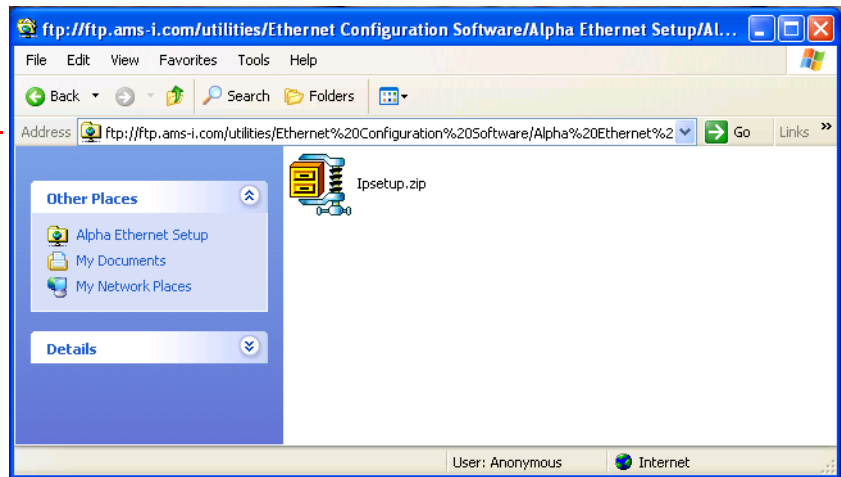 ftp://ftp.ams-i.com/utilities/Ethernet Configuration Software/Alpha Ethernet Setup/Al...
File Edit View Favorites Tools Help
Back Search Folders
Address ftp://ftp.ams-i.com/utilities/Ethernet%20Configuration%20Software/Alpha%20Ethernet%2 Go Links »
Other Places
Alpha Ethernet Setup
My Documents
My Network Places
Details
Ipsetup.zip
User: Anonymous Internet